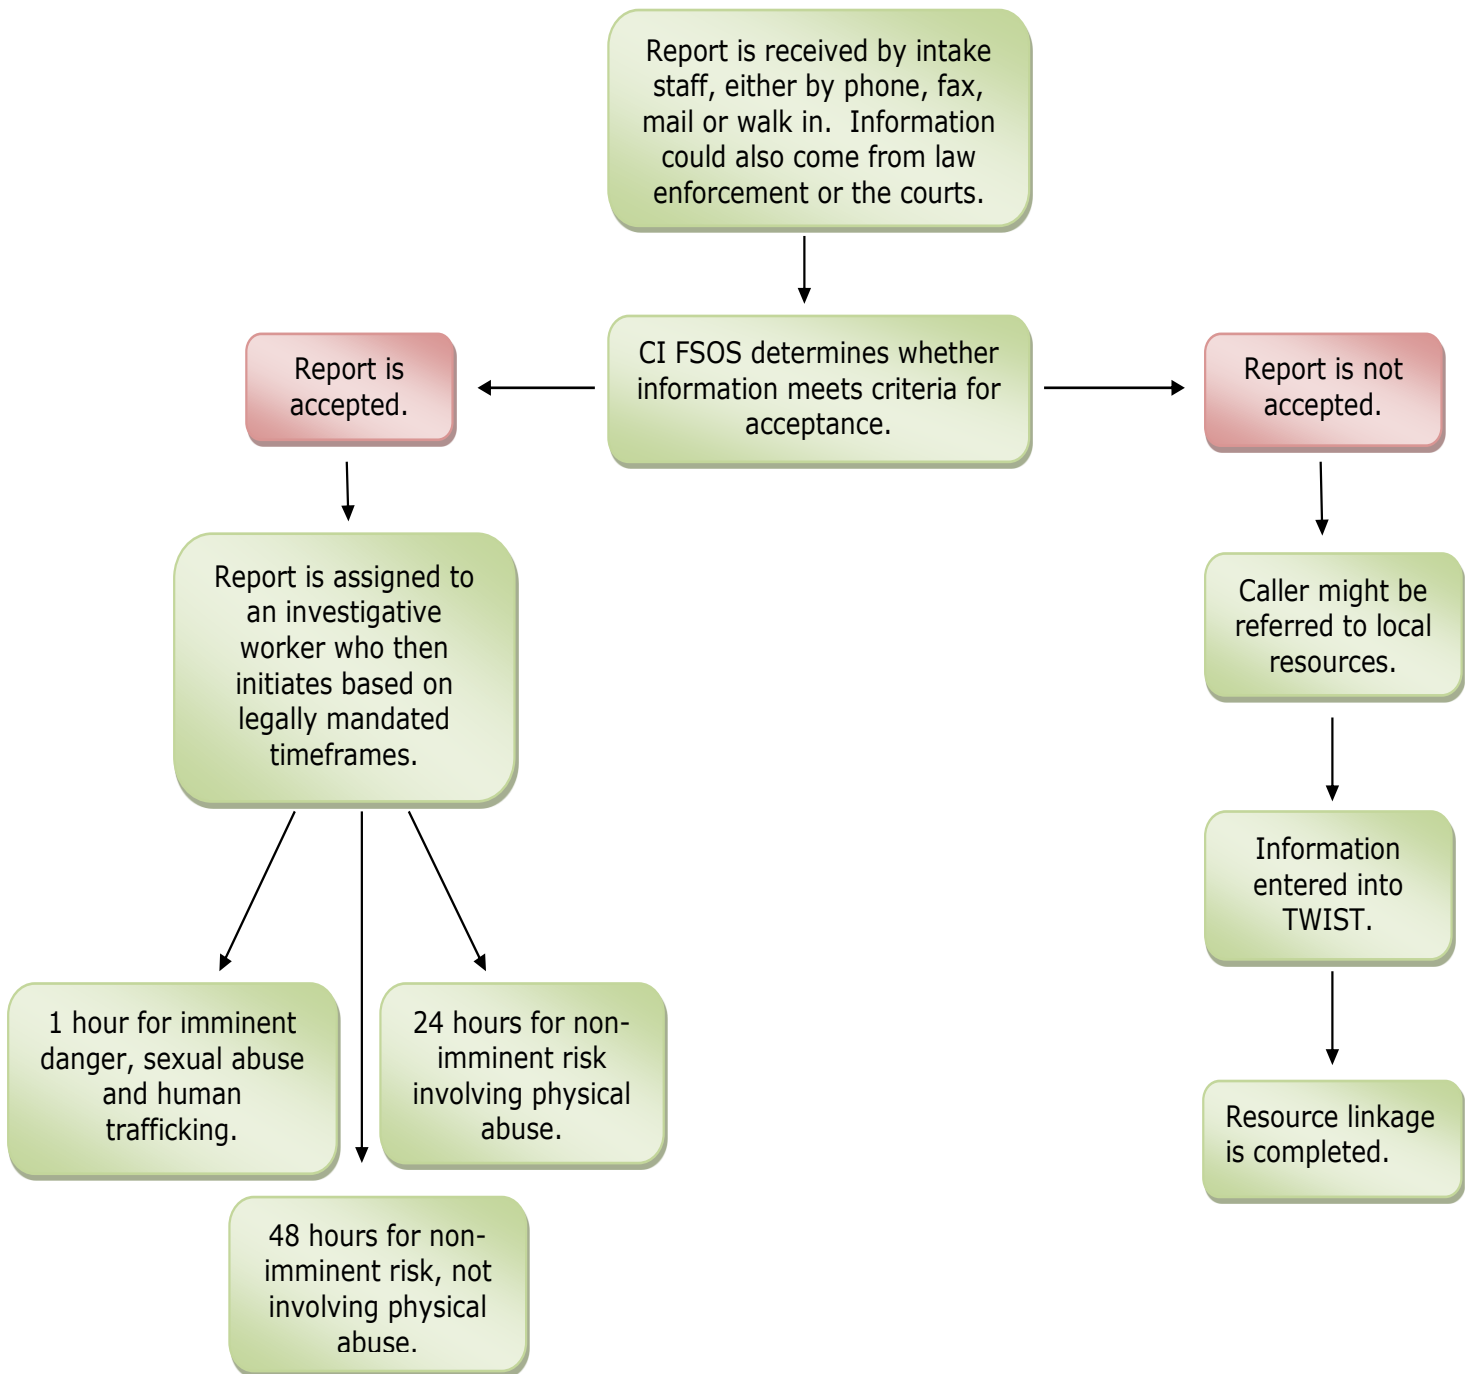 Report is received by intake
staff, either by phone, fax,
mail or walk in.  Information
could also come from law
enforcement or the courts.
CI FSOS determines whether
information meets criteria for
acceptance.
Report is
accepted.
Report is not
accepted.
Report is assigned to
an investigative
worker who then
initiates based on
legally mandated
timeframes.
Caller might be
referred to local
resources.
Information
entered into
TWIST.
1 hour for imminent
danger, sexual abuse
and human
trafficking.
24 hours for non-
imminent risk
involving physical
abuse.
48 hours for non-
imminent risk, not
involving physical
abuse.
Resource linkage
is completed.